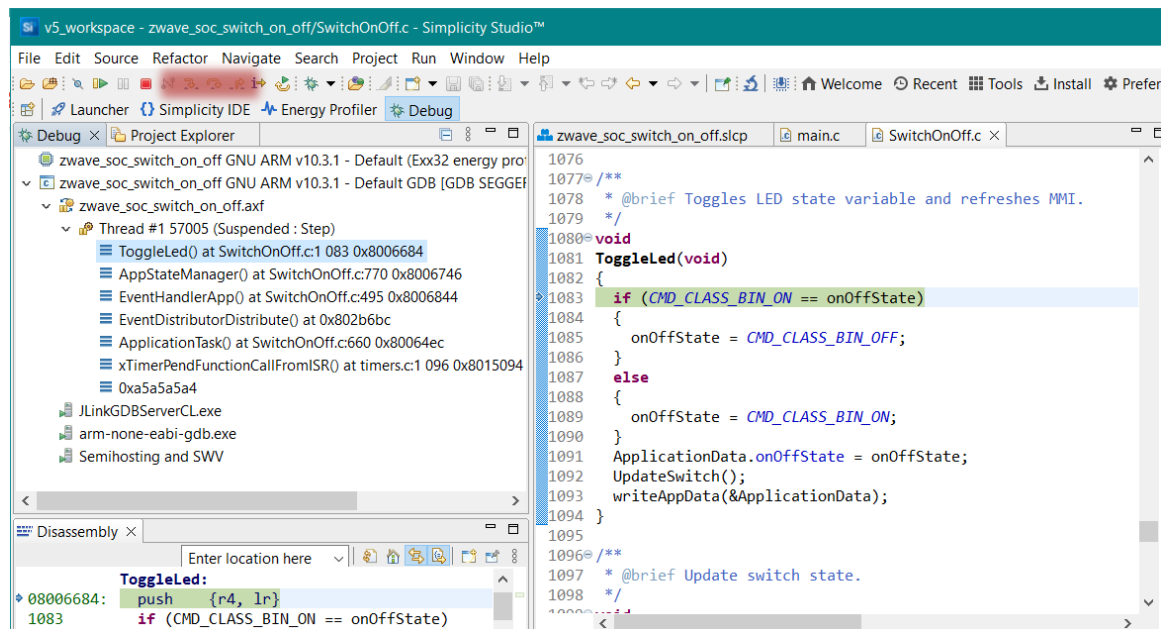 Si v5_workspace - zwave_soc_switch_on_off/SwitchOnOff.c - Simplicity Studio™
File Edit Source Refactor Navigate Search Project Run Window Help
Welcome Recent Tools Install Prefer
Launcher {} Simplicity IDE Energy Profiler Debug
Debug Project Explorer
zwave_soc_switch_on_off GNU ARM v10.3.1 - Default (Exx32 energy pro
zwave_soc_switch_on_off GNU ARM v10.3.1 - Default GDB [GDB SEGGE
zwave_soc_switch_on_off.axf
Thread #1 57005 (Suspended : Step)
ToggleLed() at SwitchOnOff.c:1 083 0x8006684
AppStateManager() at SwitchOnOff.c:770 0x8006746
EventHandlerApp() at SwitchOnOff.c:495 0x8006844
EventDistributorDistribute() at 0x802b6bc
ApplicationTask() at SwitchOnOff.c:660 0x80064ec
xTimerPendFunctionCallFromISR() at timers.c:1 096 0x8015094
0xa5a5a5a4
JLinkGDBServerCL.exe
arm-none-eabi-gdb.exe
Semihosting and SWV
Disassembly
Enter location here
ToggleLed:
08006684: push {r4, lr}
1083 if (CMD_CLASS_BIN_ON == onOffState)
zwave_soc_switch_on_off.slcp main.c SwitchOnOff.c
1076
1077 /**
1078 * @brief Toggles LED state variable and refreshes MMI.
1079 */
1080 void
1081 ToggleLed(void)
1082 {
1083 if (CMD_CLASS_BIN_ON == onOffState)
1084 {
1085 onOffState = CMD_CLASS_BIN_OFF;
1086 }
1087 else
1088 {
1089 onOffState = CMD_CLASS_BIN_ON;
1090 }
1091 ApplicationData.onOffState = onOffState;
1092 UpdateSwitch();
1093 writeAppData(&ApplicationData);
1094 }
1095
1096 /**
1097 * @brief Update switch state.
1098 */